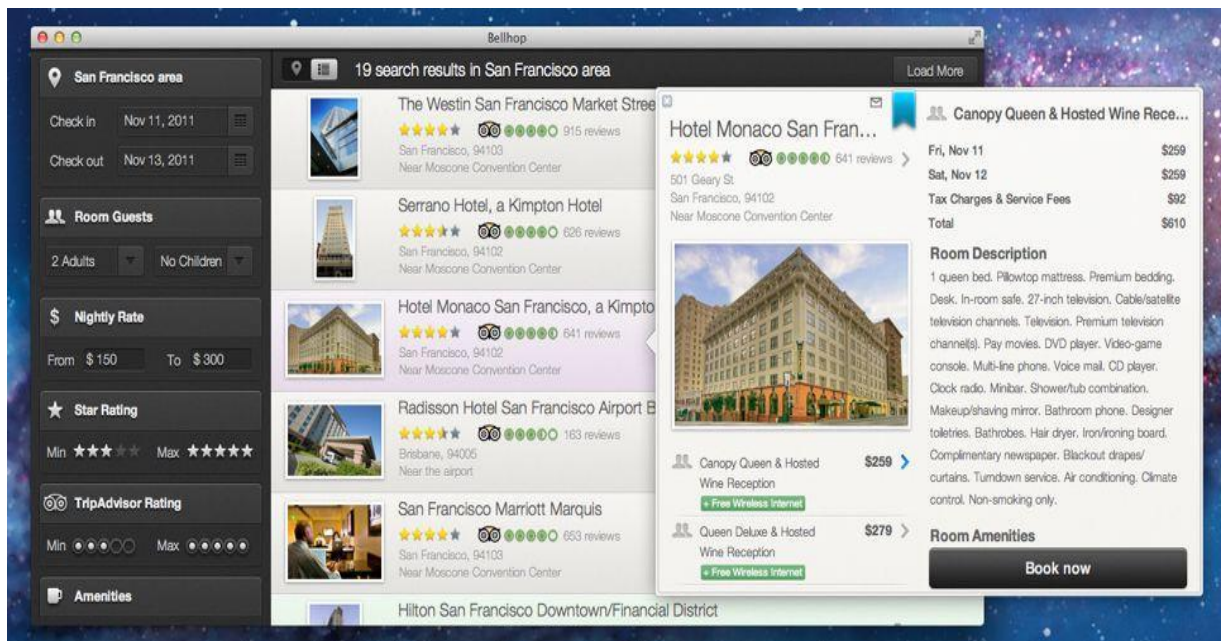 Bellhop
San Francisco area
Check in Nov 11, 2011
Check out Nov 13, 2011
Room Guests
2 Adults No Children
$ Nightly Rate
From $ 150 To $ 300
Star Rating
Min Max
TripAdvisor Rating
Min Max
Amenities
19 search results in San Francisco area
Load More
The Westin San Francisco Market Stree
915 reviews
San Francisco, 94103
Near Moscone Convention Center
Serrano Hotel, a Kimpton Hotel
626 reviews
San Francisco, 94102
Near Moscone Convention Center
Hotel Monaco San Francisco, a Kimpto
641 reviews
San Francisco, 94102
Near Moscone Convention Center
Radisson Hotel San Francisco Airport B
163 reviews
Brisbane, 94005
Near the airport
San Francisco Marriott Marquis
653 reviews
San Francisco, 94103
Near Moscone Convention Center
Hilton San Francisco Downtown/Financial District
Hotel Monaco San Fran...
641 reviews
501 Geary St
San Francisco, 94102
Near Moscone Convention Center
Canopy Queen & Hosted $259
Wine Reception
+ Free Wireless Internet
Queen Deluxe & Hosted $279
Wine Reception
+ Free Wireless Internet
Canopy Queen & Hosted Wine Rece...
Fri, Nov 11 $259
Sat, Nov 12 $259
Tax Charges & Service Fees $92
Total $610
Room Description
1 queen bed. Pillowtop mattress. Premium bedding.
Desk. In-room safe. 27-inch television. Cable/satellite
television channels. Television. Premium television
channel(s). Pay movies. DVD player. Video-game
console. Multi-line phone. Voice mail. CD player.
Clock radio. Minibar. Shower/tub combination.
Makeup/shaving mirror. Bathroom phone. Designer
toiletries. Bathrobes. Hair dryer. Iron/ironing board.
Complimentary newspaper. Blackout drapes/
curtains. Turndown service. Air conditioning. Climate
control. Non-smoking only.
Room Amenities
Book now